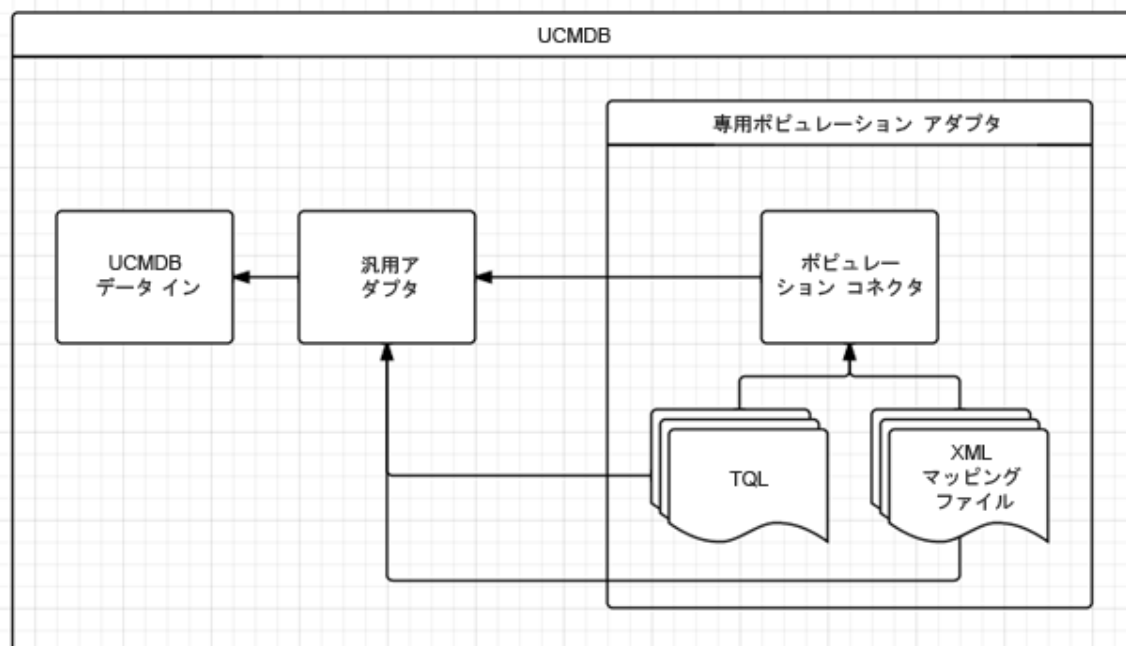 UCMDB
専用ポピュレーション アダプタ
UCMDB
データ イン
汎用ア
ダプタ
ポピュレー
ション コネクタ
TQL
XML
マッピング
ファイル